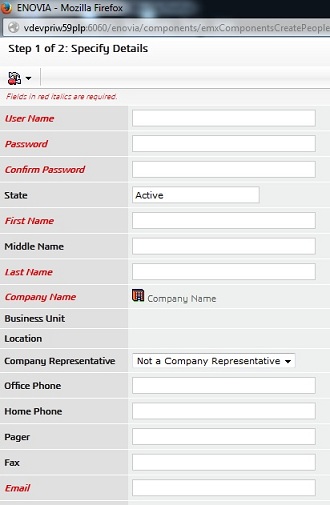 ENOVIA - Mozilla Firefox
vdevpriw59plp:6060/enovia/components/emxComponentsCreatePeople
Step 1 of 2: Specify Details
Fields in red italics are required.
User Name
Password
Confirm Password
State Active
First Name
Middle Name
Last Name
Company Name Company Name
Business Unit
Location
Company Representative Not a Company Representative
Office Phone
Home Phone
Pager
Fax
Email